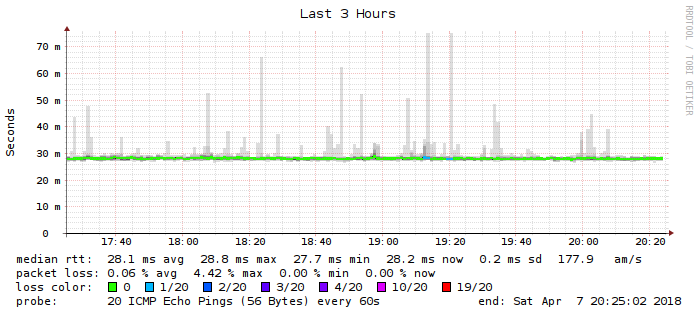 Last 3 Hours
RRDTOOL / TOBI OETIKER
Seconds
70 m
60 m
50 m
40 m
30 m
20 m
10 m
0
17:40 18:00 18:20 18:40 19:00 19:20 19:40 20:00 20:20
median rtt: 28.1 ms avg 28.8 ms max 27.7 ms min 28.2 ms now 0.2 ms sd 177.9 am/s
packet loss: 0.06 % avg 4.42 % max 0.00 % min 0.00 % now
loss color: 0 1/20 2/20 3/20 4/20 10/20 19/20
probe: 20 ICMP Echo Pings (56 Bytes) every 60s end: Sat Apr 7 20:25:02 2018